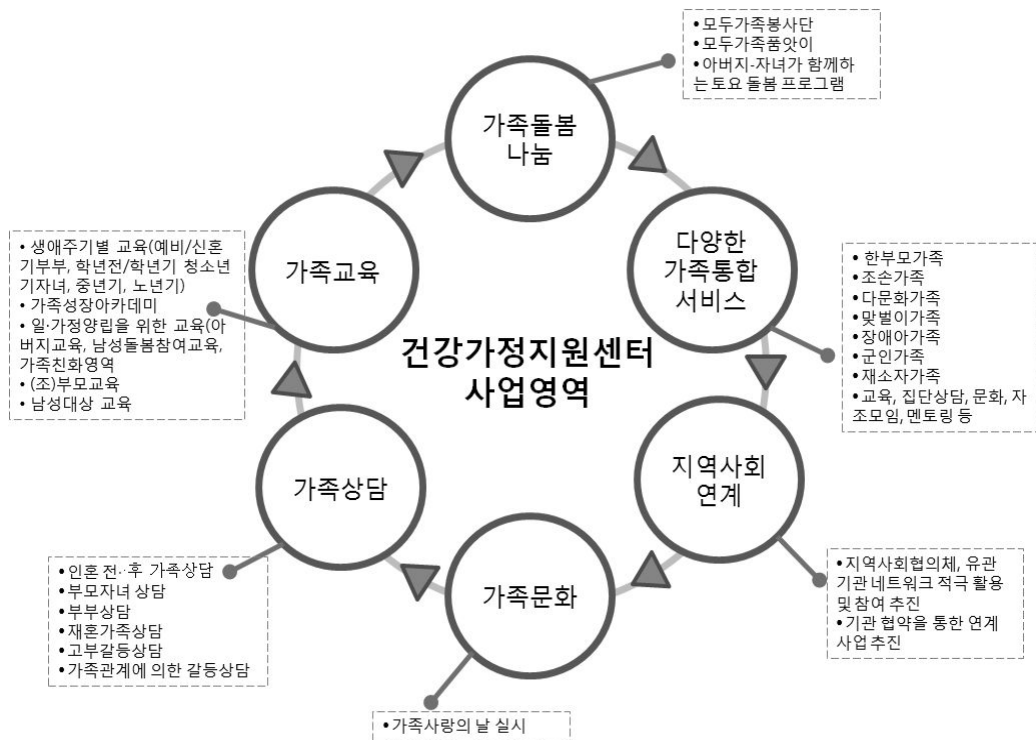 • 모두가족봉사단
• 모두가족품앗이
• 아버지-자녀가 함께하
는 토요 돌봄 프로그램
가족돌봄
나눔
다양한
가족통합
서비스
• 한부모가족
• 조손가족
• 다문화가족
• 맞벌이가족
• 장애아가족
• 군인가족
• 재소자가족
• 교육, 집단상담, 문화, 자
조모임, 멘토링 등
지역사회
연계
• 지역사회협의체, 유관
기관 네트워크 적극 활용
및 참여 추진
• 기관 협약을 통한 연계
사업 추진
가족문화
• 가족사랑의 날 실시
가족상담
• 인혼 전·후 가족상담
• 부모자녀 상담
• 부부상담
• 재혼가족상담
• 고부갈등상담
• 가족관계에 의한 갈등상담
가족교육
• 생애주기별 교육(예비/신혼
기부부, 학년전/학년기 청소년
기자녀, 중년기, 노년기)
• 가족성장아카데미
• 일·가정양립을 위한 교육(아
버지교육, 남성돌봄참여교육,
가족친화영역
• (조)부모교육
• 남성대상 교육
건강가정지원센터
사업영역